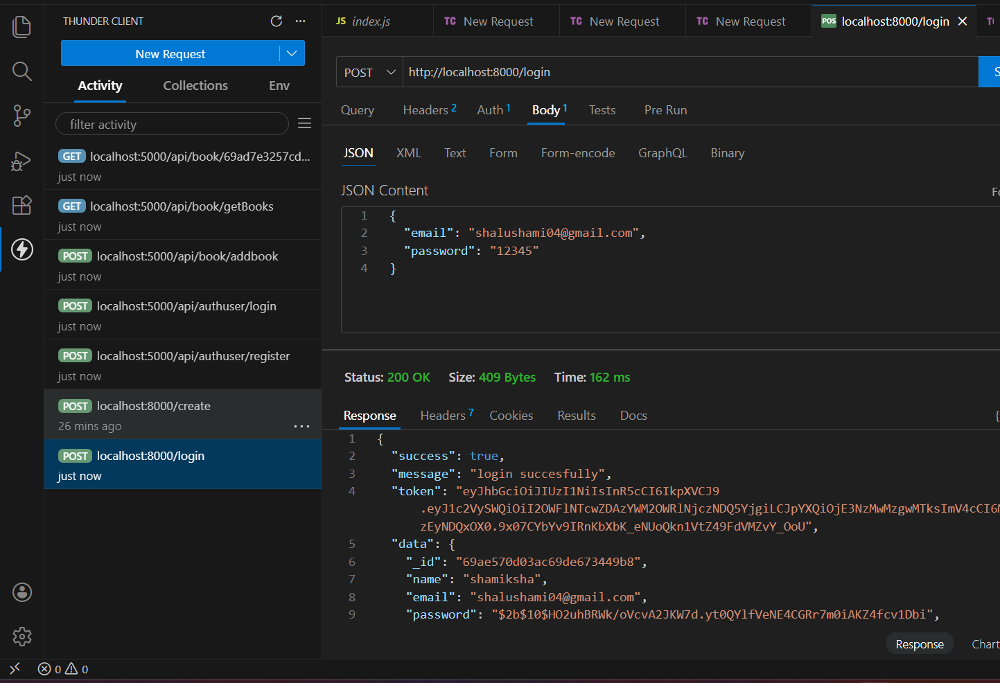 THUNDER CLIENT
New Request
Activity Collections Env
filter activity
GET localhost:5000/api/book/69ad7e3257cd...
just now
GET localhost:5000/api/book/getBooks
just now
POST localhost:5000/api/book/addbook
just now
POST localhost:5000/api/authuser/login
just now
POST localhost:5000/api/authuser/register
just now
POST localhost:8000/create
26 mins ago
POST localhost:8000/login
just now
JS index.js TC New Request TC New Request TC New Request POS localhost:8000/login
POST http://localhost:8000/login
Query Headers 2 Auth 1 Body 1 Tests Pre Run
JSON XML Text Form Form-encode GraphQL Binary
JSON Content
1 {
2 "email": "shalushami04@gmail.com",
3 "password": "12345"
4 }
Status: 200 OK Size: 409 Bytes Time: 162 ms
Response Headers 7 Cookies Results Docs
1 {
2 "success": true,
3 "message": "login succesfully",
4 "token": "eyJhbGciOiJIUzI1NiIsInR5cCI6IkpXVCJ9
.eyJ1c2VySWQiOiI2OWFlNTcwZDAzYWM2OWRlNjczNDQ5YjgiLCJpYXQiOjE3NzMwMzgwMTksImV4cCI6M
zEyNDQxOX0.9x07CYbYv9IRnKbXbK_eNUoQkn1VtZ49FdVMZvY_OoU",
5 "data": {
6 "_id": "69ae570d03ac69de673449b8",
7 "name": "shamiksha",
8 "email": "shalushami04@gmail.com",
9 "password": "$2b$10$HO2uhBRWk/oVcvA2JKW7d.yt0QYlfVeNE4CGRr7m0iAKZ4fcv1Dbi",
Response Chart
0 0